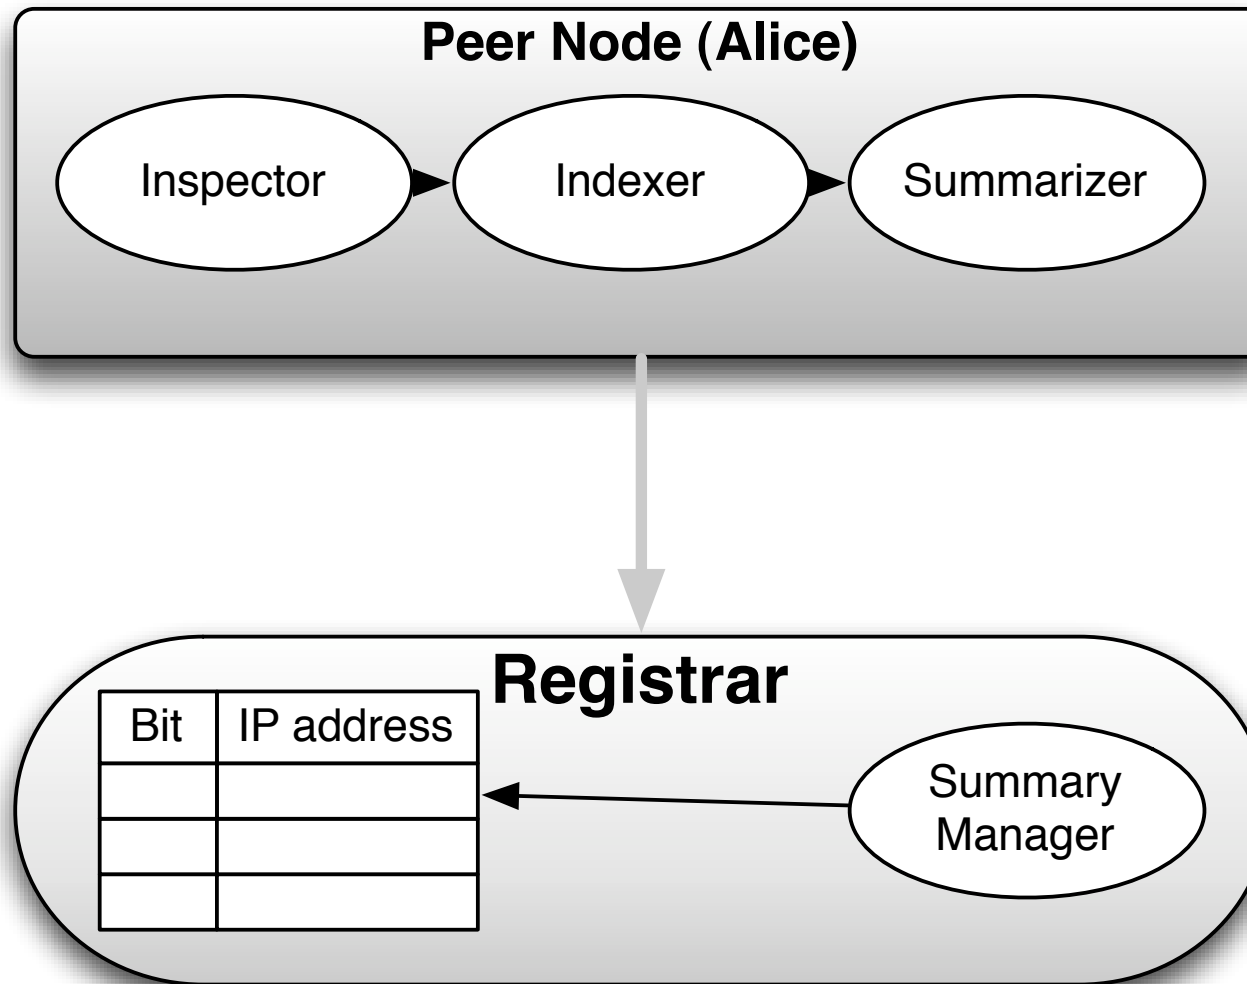 Peer Node (Alice)
Inspector
Indexer
Summarizer
Registrar
Bit
IP address
Summary
Manager